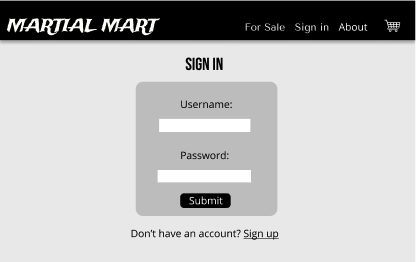 MARTIAL MART
For Sale Sign in About
SIGN IN
Username:
Password:
Submit
Don't have an account? Sign up